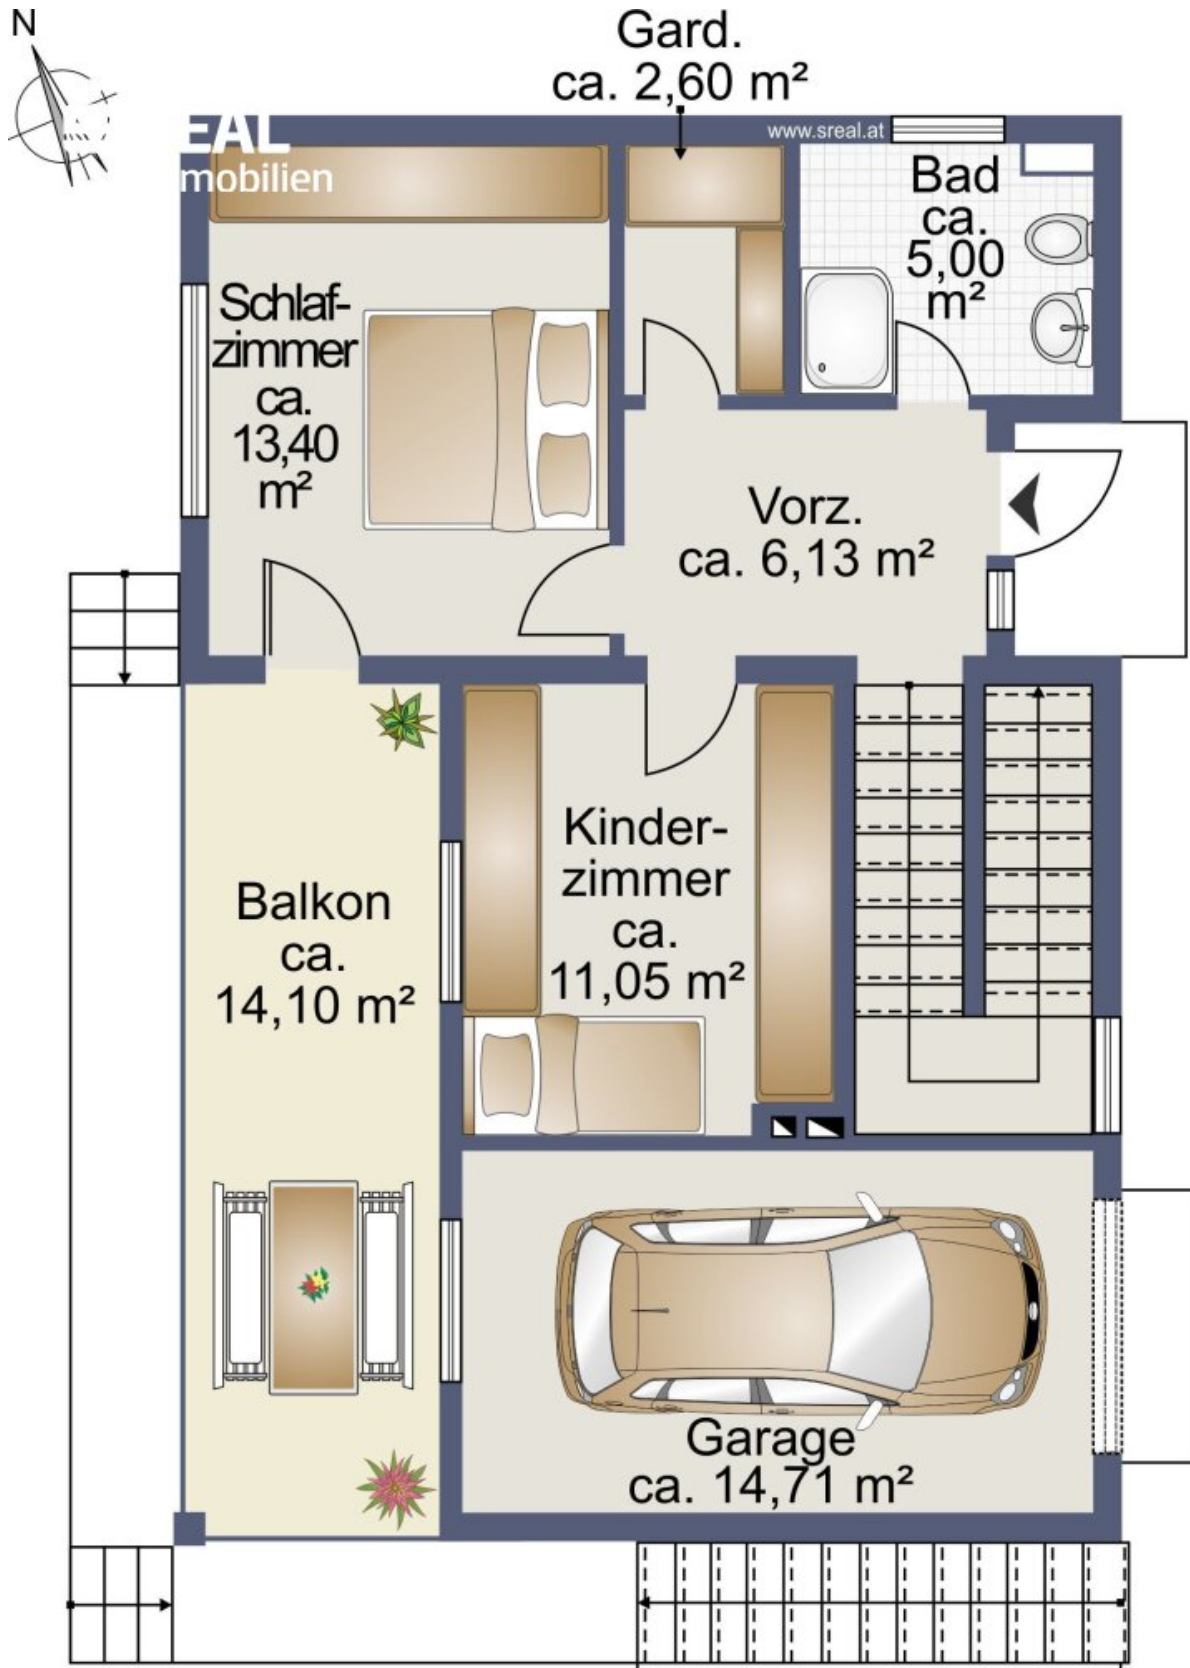 N
Gard.
ca. 2,60 m²
EAL
mobilien
www.sreal.at
Bad
ca.
5,00
m²
Schlaf-
zimmer
ca.
13,40
m²
Vorz.
ca. 6,13 m²
Kinder-
zimmer
ca.
11,05 m²
Balkon
ca.
14,10 m²
Garage
ca. 14,71 m²